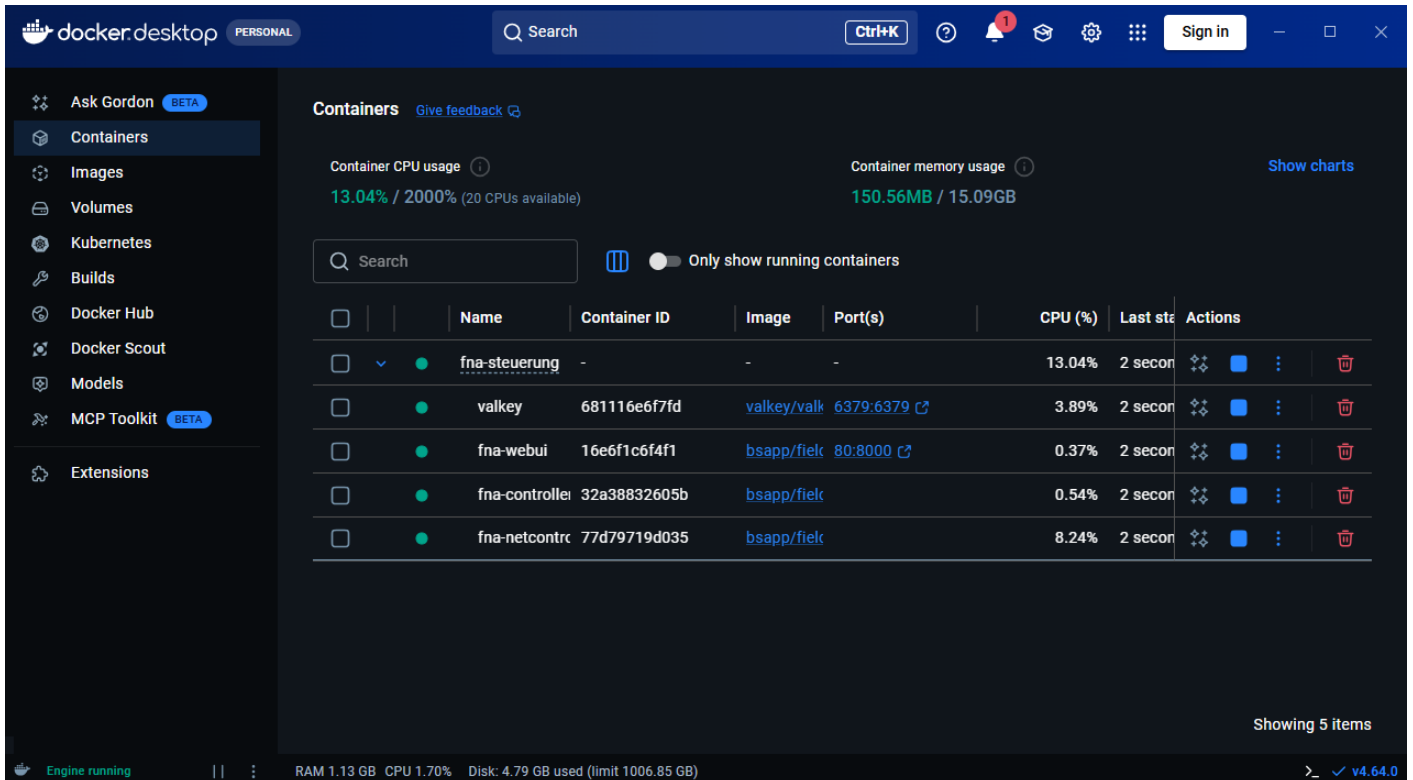 docker.desktop PERSONAL Search Ctrl+K 1 Sign in
Ask Gordon BETA
Containers
Images
Volumes
Kubernetes
Builds
Docker Hub
Docker Scout
Models
MCP Toolkit BETA
Extensions
Containers Give feedback
Container CPU usage
13.04% / 2000% (20 CPUs available)
Container memory usage
150.56MB / 15.09GB
Show charts
Search Only show running containers
Name Container ID Image Port(s) CPU (%) Last sta Actions
fna-steuerung - - - 13.04% 2 secon
valkey 681116e6f7fd valkey/valk 6379:6379 3.89% 2 secon
fna-webui 16e6f1c6f4f1 bsapp/fielc 80:8000 0.37% 2 secon
fna-controller 32a38832605b bsapp/fielc 0.54% 2 secon
fna-netcontrc 77d79719d035 bsapp/fielc 8.24% 2 secon
Showing 5 items
Engine running RAM 1.13 GB CPU 1.70% Disk: 4.79 GB used (limit 1006.85 GB) >_ v4.64.0